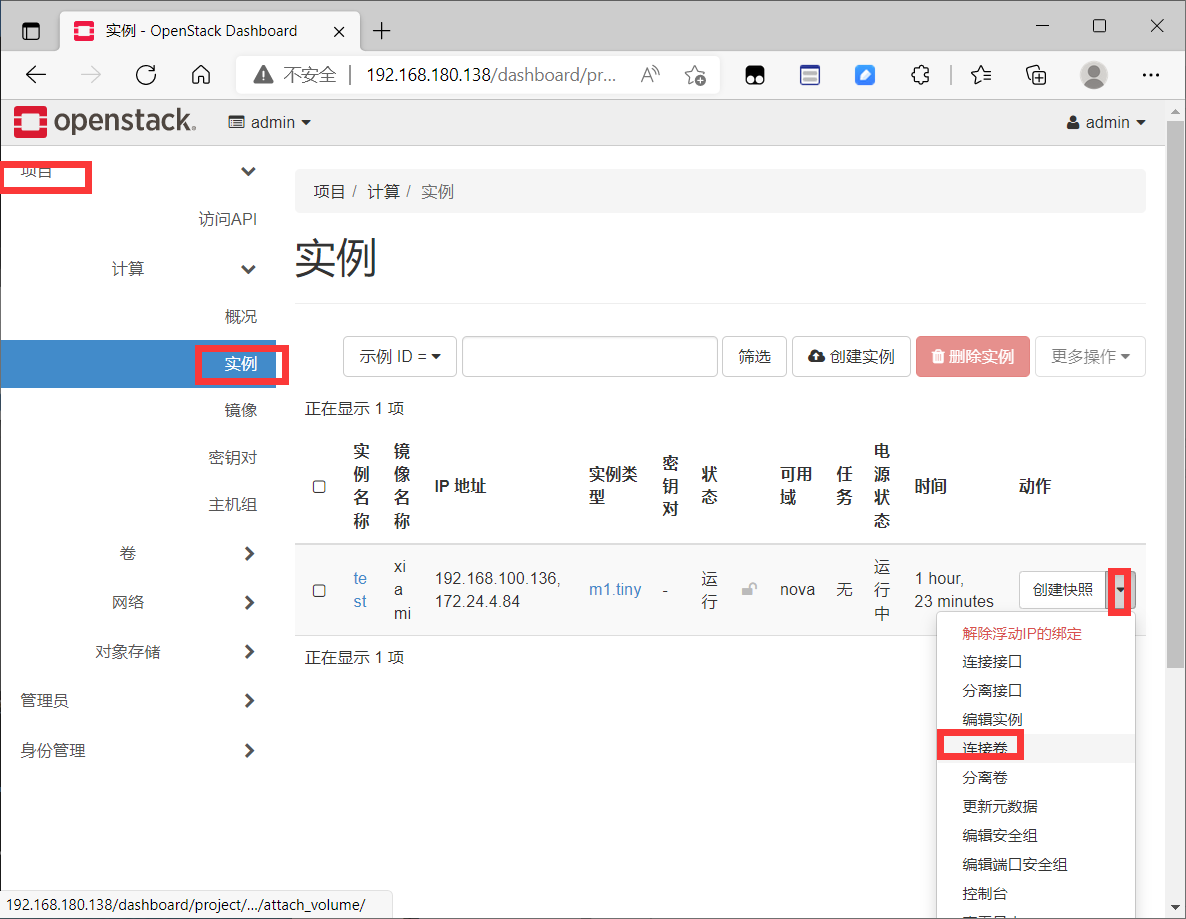 实例 - OpenStack Dashboard
不安全 192.168.180.138/dashboard/pr...
openstack.
admin
admin
项目
访问API
计算
概况
实例
镜像
密钥对
主机组
卷
网络
对象存储
管理员
身份管理
项目 / 计算 / 实例
实例
示例 ID =
筛选
创建实例
删除实例
更多操作
正在显示 1 项
实例名称
镜像名称
IP 地址
实例类型
密钥对
状态
可用域
任务
电源状态
时间
动作
test
xiaomi
192.168.100.136,
172.24.4.84
m1.tiny
-
运行
nova
无
运行中
1 hour,
23 minutes
创建快照
正在显示 1 项
解除浮动IP的绑定
连接接口
分离接口
编辑实例
连接卷
分离卷
更新元数据
编辑安全组
编辑端口安全组
控制台
192.168.180.138/dashboard/project/.../attach_volume/